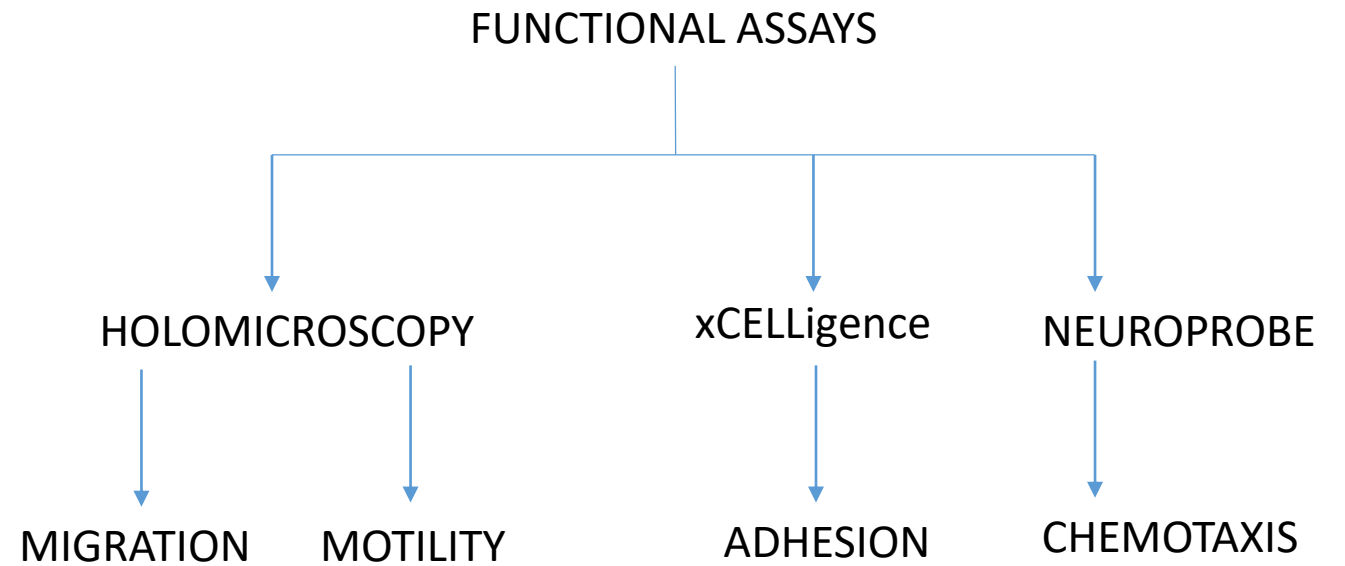 FUNCTIONAL ASSAYS
HOLOMICROSCOPY
xCELLigence
NEUROPROBE
MIGRATION
MOTILITY
ADHESION
CHEMOTAXIS